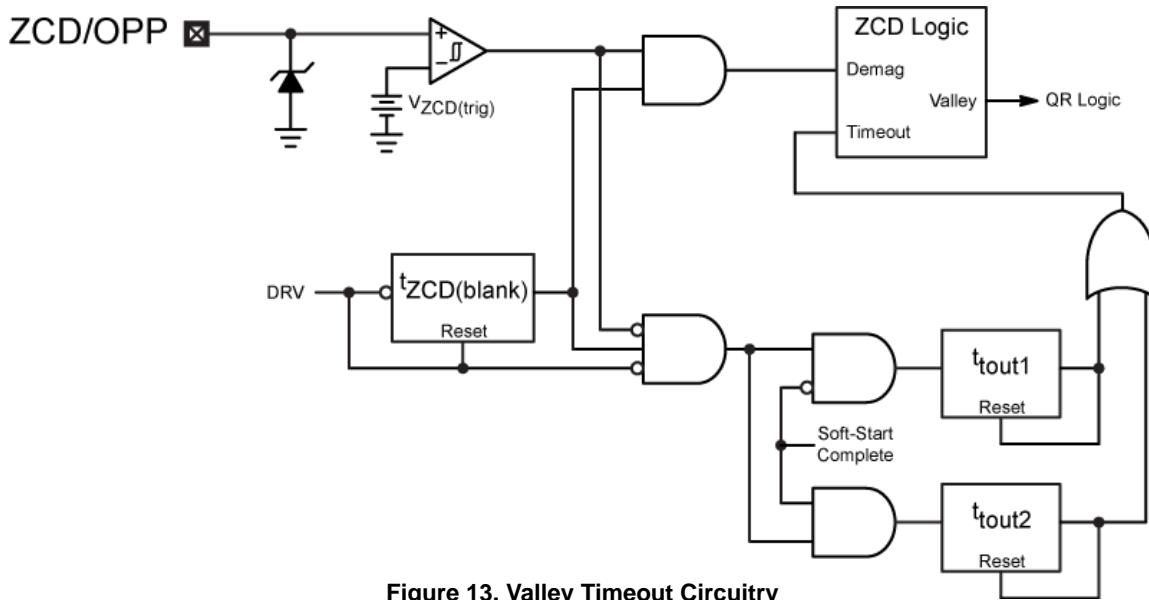 ZCD/OPP
+
−
VZCD(trig)
ZCD Logic
Demag
Valley
QR Logic
Timeout
DRV
tZCD(blank)
Reset
ttout1
Reset
Soft-Start
Complete
ttout2
Reset
Figure 13. Valley Timeout Circuitry